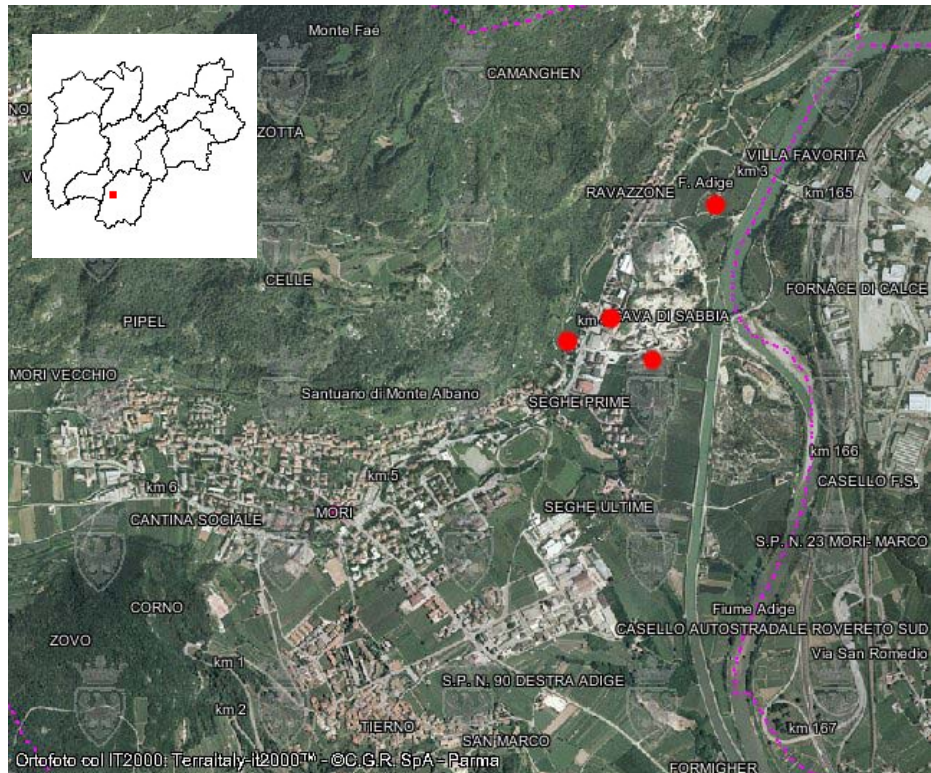 Monte Faé
CAMANGHEN
ZOTTA
VILLA FAVORITA
km 3
F. Adige
RAVAZZONE
km 165
CELLE
FORNACE DI CALCE
PIPEL
km
CAVA DI SABBIA
MORI VECCHIO
Santuario di Monte Albano
SEGHE PRIME
km 166
km 5
CASELLO F.S.
km 6
SEGHE ULTIME
MORI
CANTINA SOCIALE
S.P. N. 23 MORI- MARCO
CORNO
Fiume Adige
CASELLO AUTOSTRADALE ROVERETO SUD
ZOVO
Via San Romedio
km 1
S.P. N. 90 DESTRA ADIGE
km 2
TIERNO
km 167
SAN MARCO
Ortofoto col IT2000: TerraItaly-it2000™ - ©C.G.R. SpA - Parma
FORMIGHER